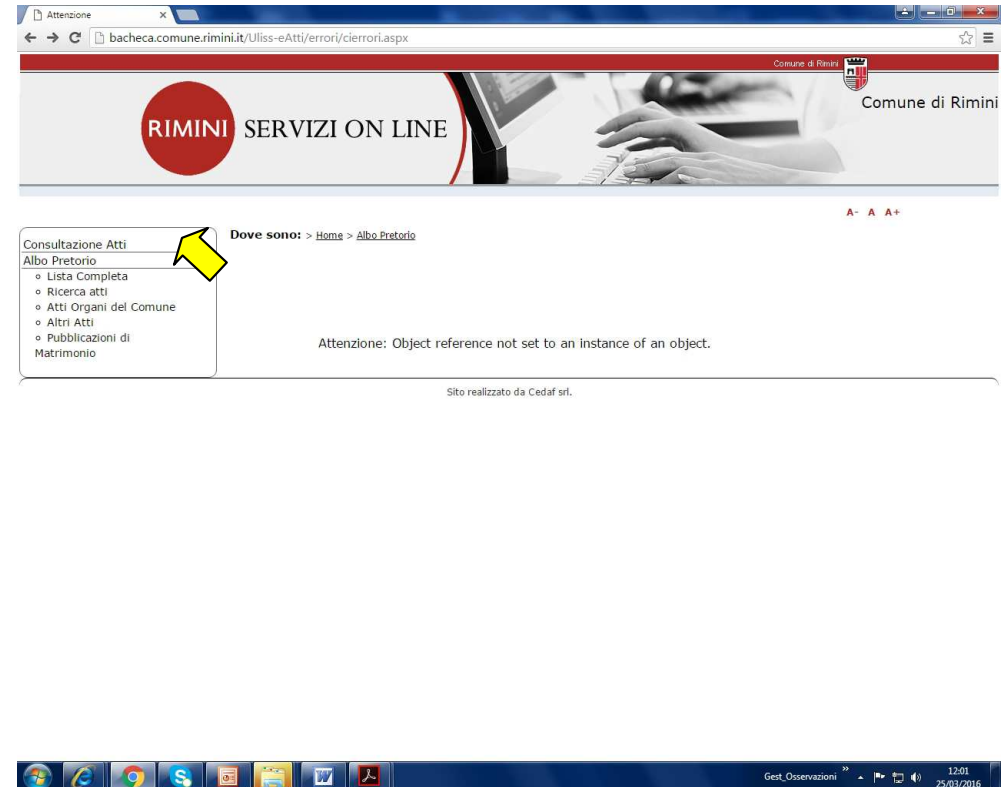 Attenzione
bacheca.comune.rimini.it/Uliss-eAtti/errori/cierrori.aspx
Comune di Rimini
Comune di Rimini
RIMINI SERVIZI ON LINE
A- A A+
Dove sono: > Home > Albo Pretorio
Consultazione Atti
Albo Pretorio
Lista Completa
Ricerca atti
Atti Organi del Comune
Altri Atti
Pubblicazioni di
Matrimonio
Attenzione: Object reference not set to an instance of an object.
Sito realizzato da Cedaf srl.
Gest_Osservazioni
12:01
25/03/2016